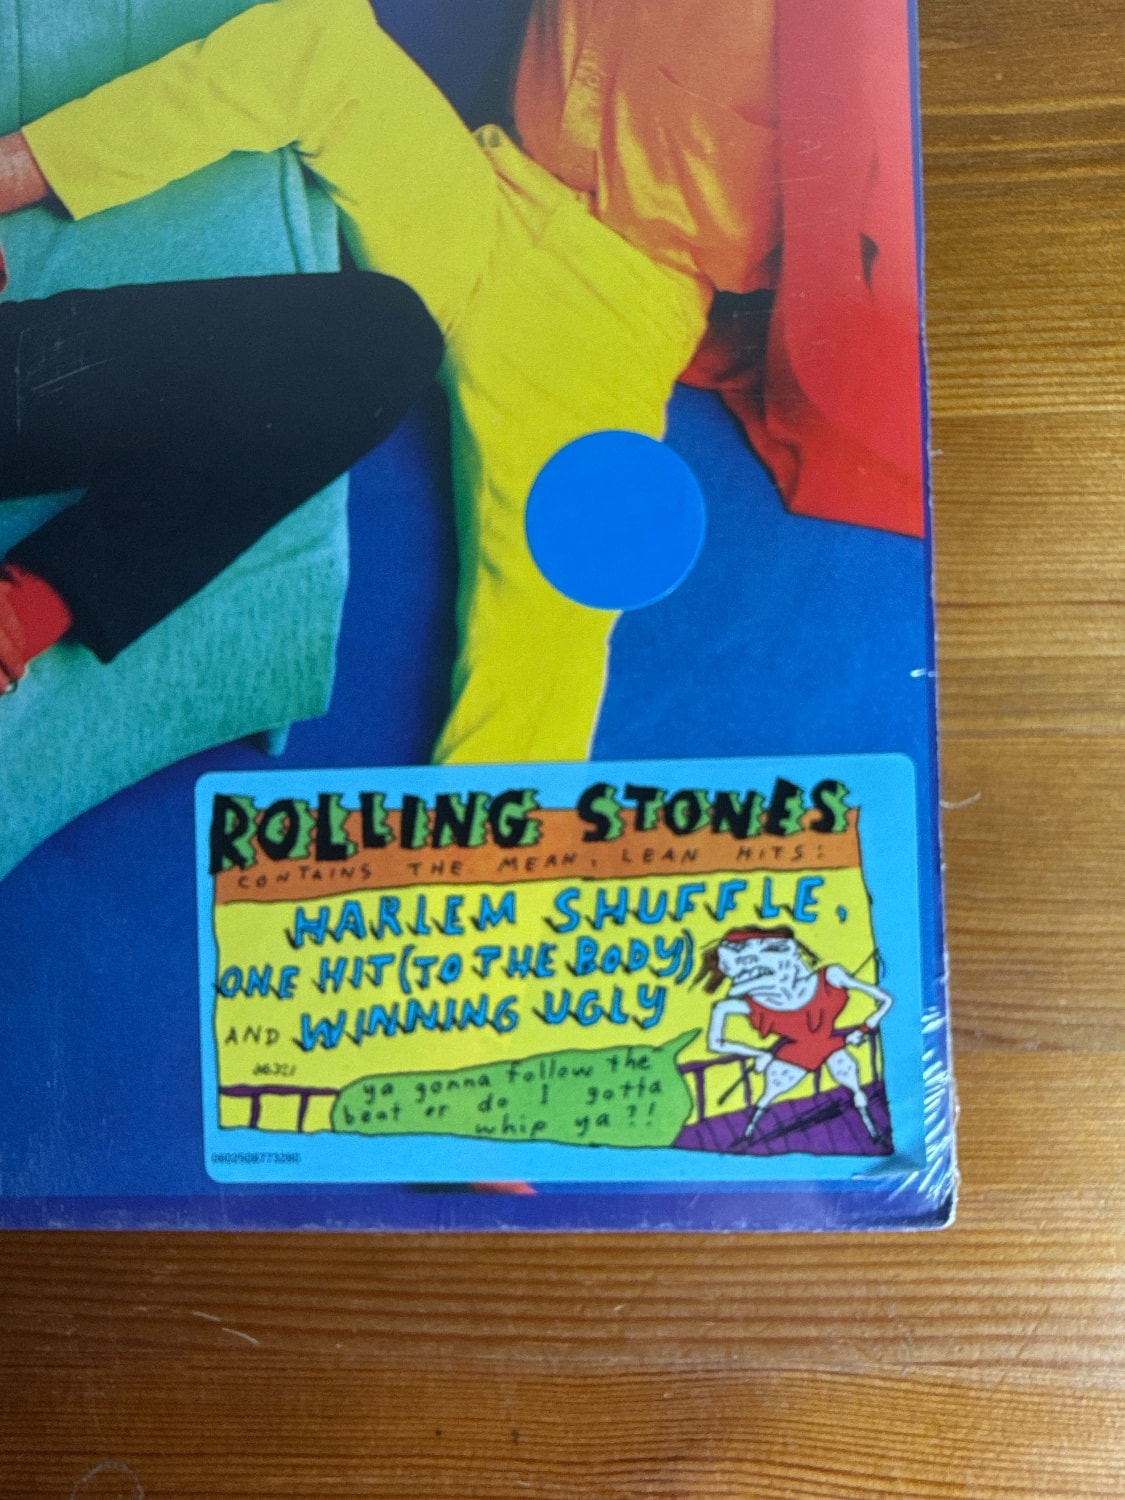 ROLLING STONES
CONTAINS THE MEAN, LEAN HITS:
HARLEM SHUFFLE,
ONE HIT (TO THE BODY)
AND WINNING UGLY
ya gonna follow the
beat or do I gotta
whip ya?!
0602508773280